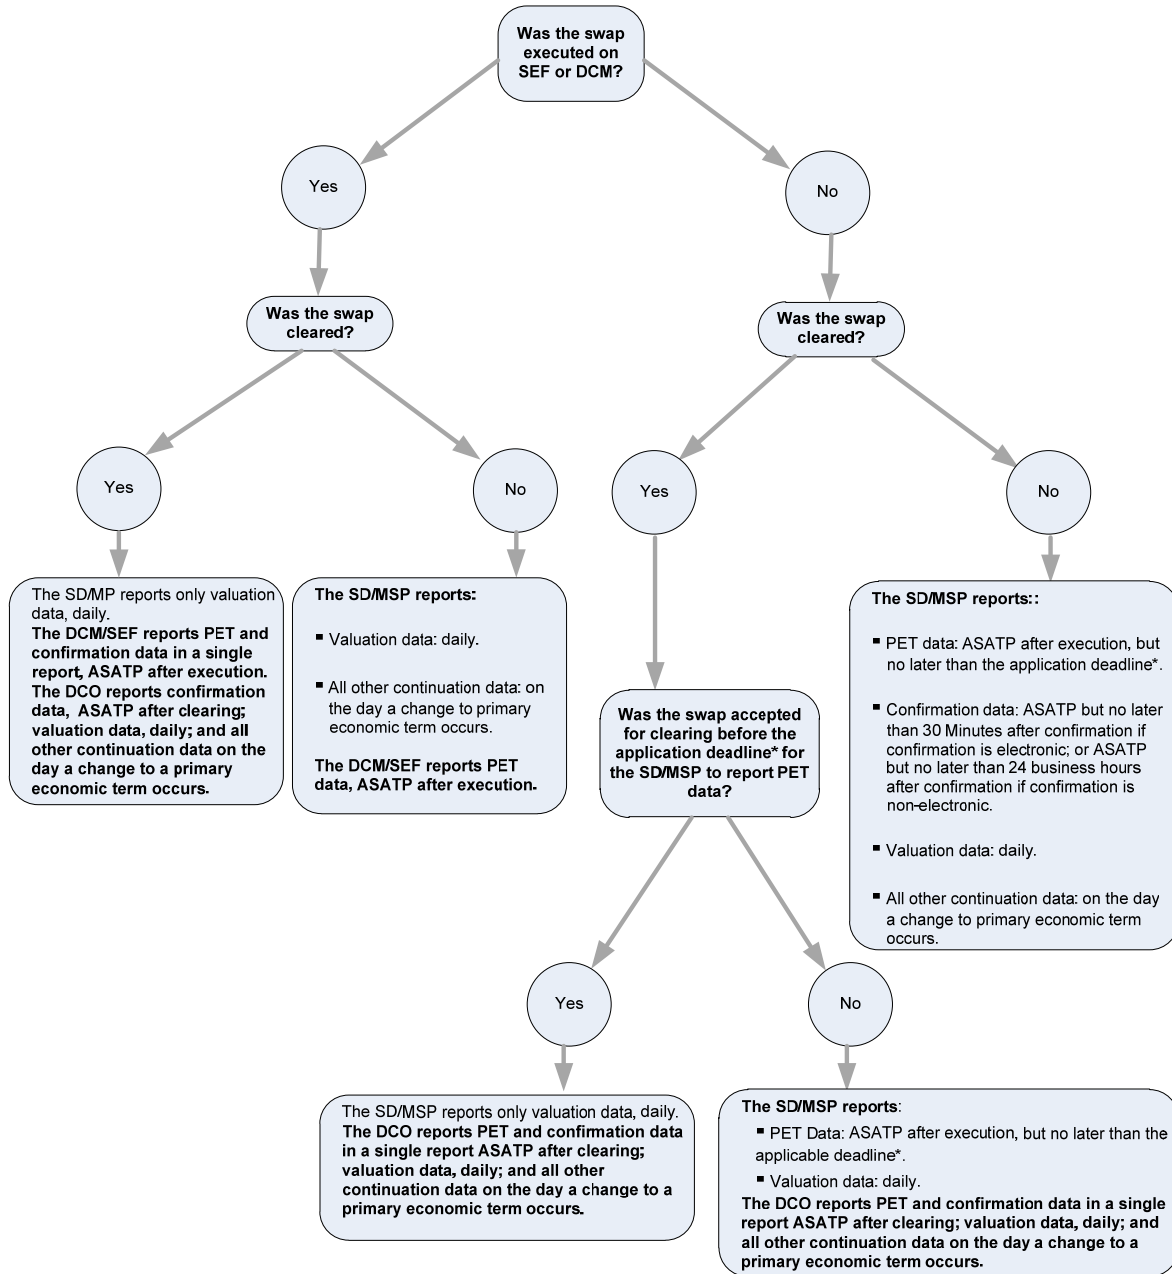 Was the swap
executed on
SEF or DCM?
Yes
No
Was the swap
cleared?
Was the swap
cleared?
Yes
No
Yes
No
The SD/MP reports only valuation
data, daily.
The DCM/SEF reports PET and
confirmation data in a single
report, ASATP after execution.
The DCO reports confirmation
data, ASATP after clearing;
valuation data, daily; and all
other continuation data on the
day a change to a primary
economic term occurs.
The SD/MSP reports:
▪ Valuation data: daily.
▪ All other continuation data: on
the day a change to primary
economic term occurs.
The DCM/SEF reports PET
data, ASATP after execution.
Was the swap accepted
for clearing before the
application deadline* for
the SD/MSP to report PET
data?
The SD/MSP reports::
▪ PET data: ASATP after execution, but
no later than the application deadline*.
▪ Confirmation data: ASATP but no later
than 30 Minutes after confirmation if
confirmation is electronic; or ASATP
but no later than 24 business hours
after confirmation if confirmation is
non-electronic.
▪ Valuation data: daily.
▪ All other continuation data: on the day
a change to primary economic term
occurs.
Yes
No
The SD/MSP reports only valuation data, daily.
The DCO reports PET and confirmation data
in a single report ASATP after clearing;
valuation data, daily; and all other
continuation data on the day a change to a
primary economic term occurs.
The SD/MSP reports:
▪ PET Data: ASATP after execution, but no later than the
applicable deadline*.
▪ Valuation data: daily.
The DCO reports PET and confirmation data in a single
report ASATP after clearing; valuation data, daily; and
all other continuation data on the day a change to a
primary economic term occurs.